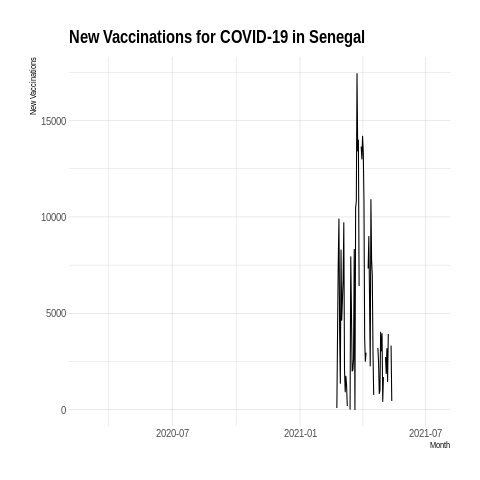 New Vaccinations for COVID-19 in Senegal
New Vaccinations
15000
10000
5000
0
2020-07
2021-01
2021-07
Month